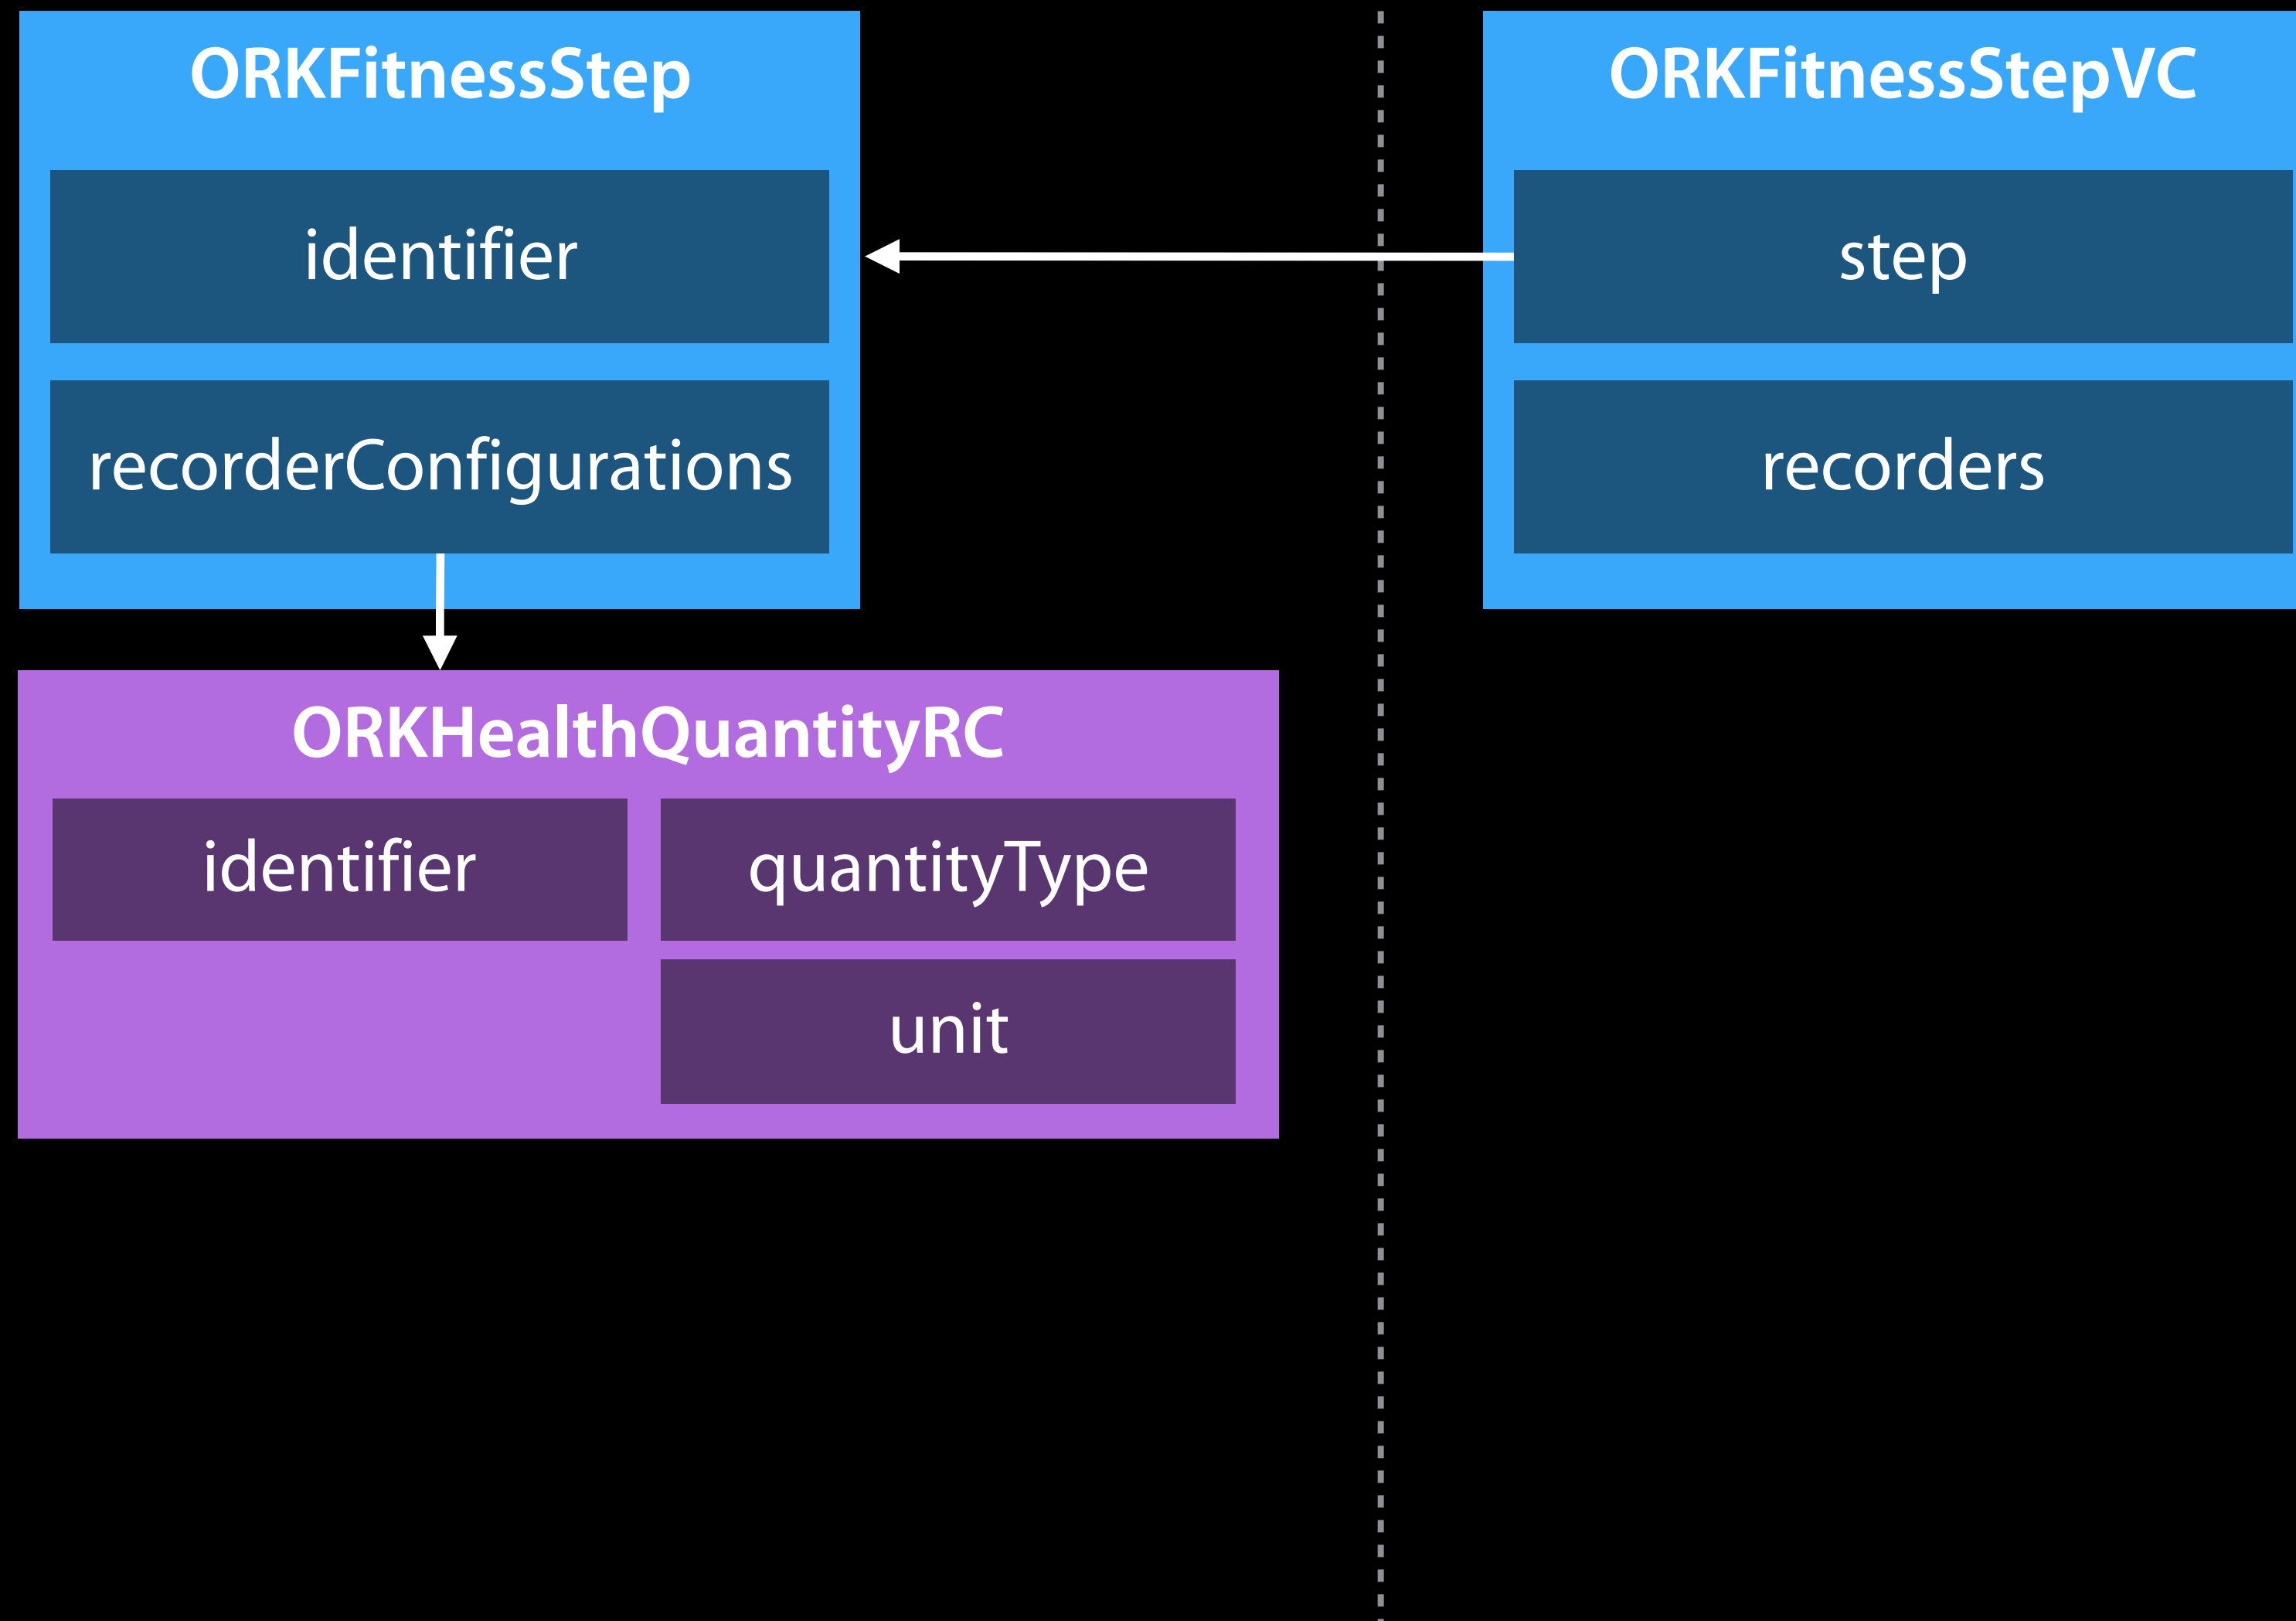 ORKFitnessStep
identifier
recorderConfigurations
ORKHealthQuantityRC
identifier
quantityType
unit
ORKFitnessStepVC
step
recorders